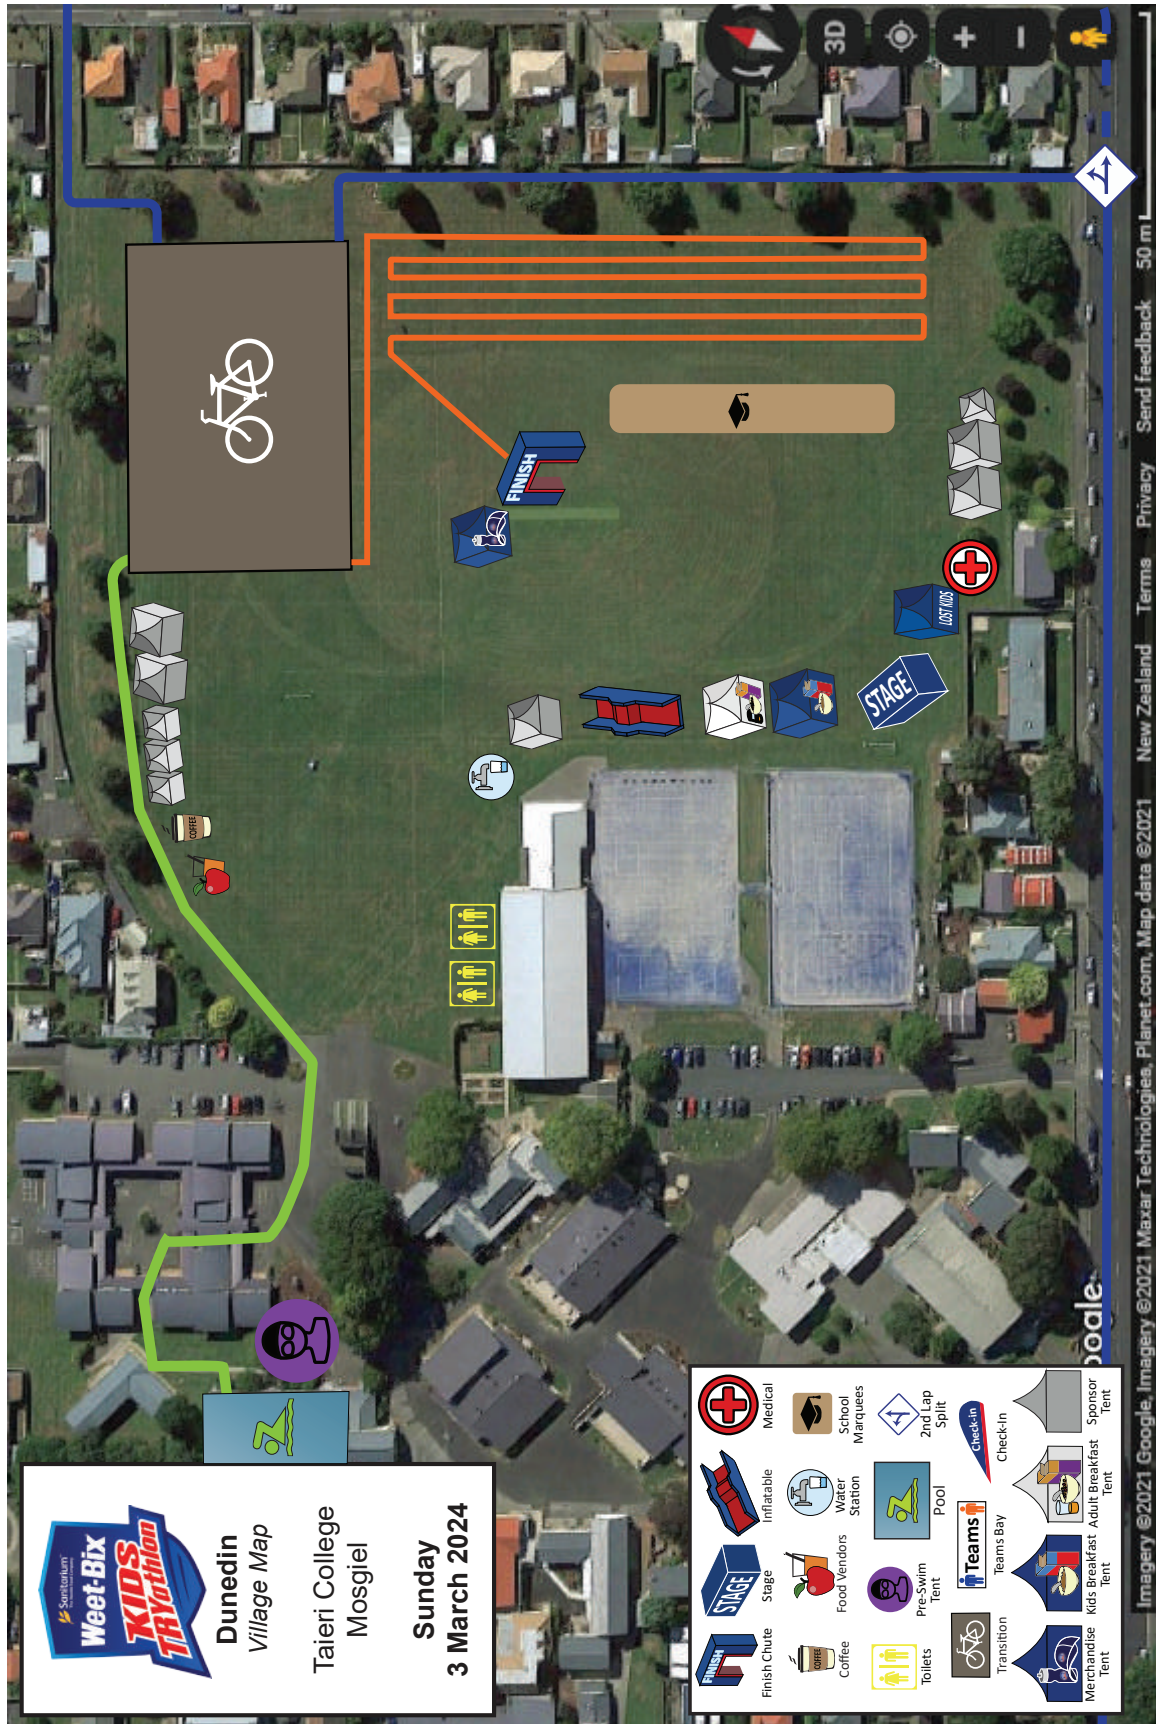 Sanitarium
Weet-Bix
KIDS
TRYathlon
Dunedin
Village Map
Taieri College
Mosgiel
Sunday
3 March 2024
COFFEE
FINISH
STAGE
LOST KIDS
3D
FINISH
Finish Chute
STAGE
Stage
Inflatable
Medical
COFFEE
Coffee
Food Vendors
Water
Station
School
Marquees
Toilets
Pre-Swim
Tent
Pool
2nd Lap
Split
Transition
Teams
Teams Bay
Check-in
Check-In
Merchandise
Tent
Kids Breakfast
Tent
Adult Breakfast
Tent
Sponsor
Tent
oogle
Imagery ©2021 Google, Imagery ©2021 Maxar Technologies, Planet.com, Map data ©2021 New Zealand Terms Privacy Send feedback 50 m